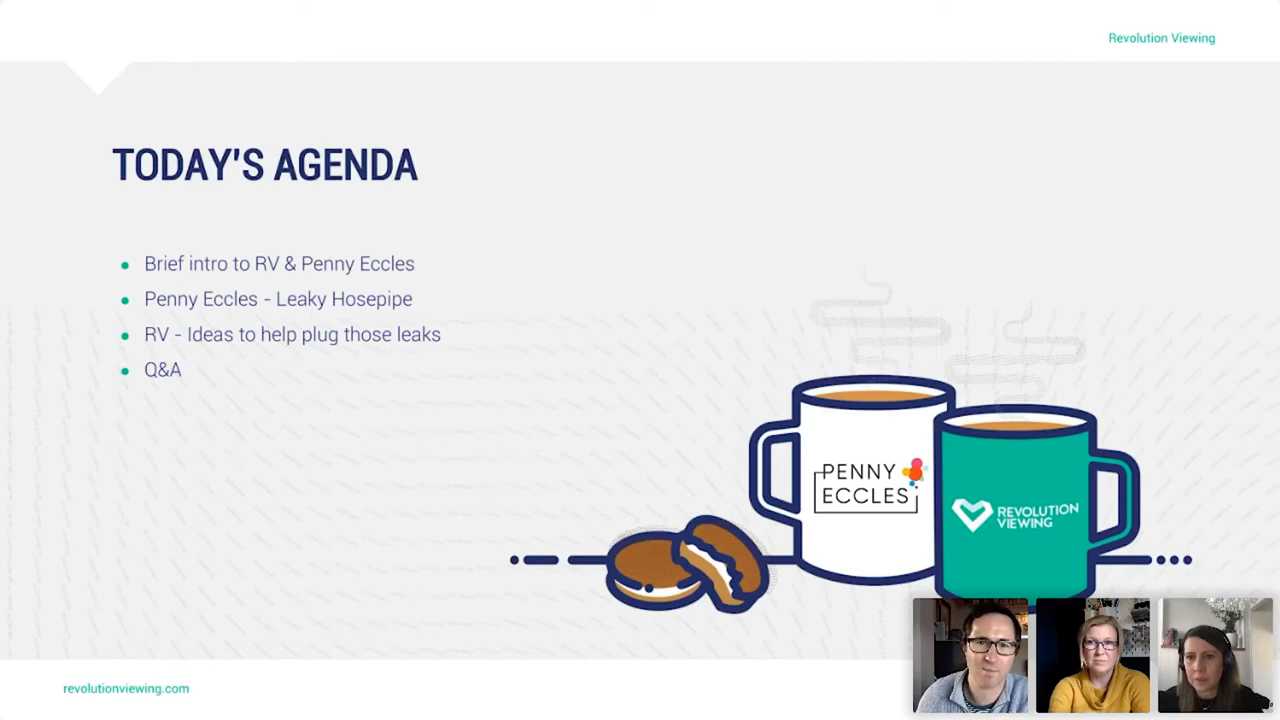 Revolution Viewing
TODAY'S AGENDA
Brief intro to RV & Penny Eccles
Penny Eccles - Leaky Hosepipe
RV - Ideas to help plug those leaks
Q&A
PENNY
ECCLES
REVOLUTION
VIEWING
revolutionviewing.com